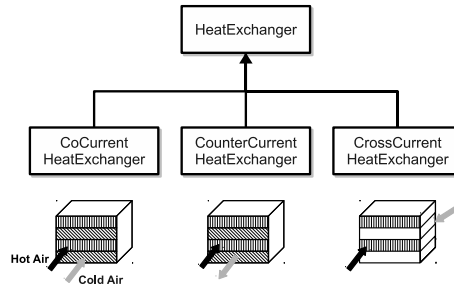 HeatExchanger
CoCurrent
HeatExchanger
CounterCurrent
HeatExchanger
CrossCurrent
HeatExchanger
Hot Air
Cold Air